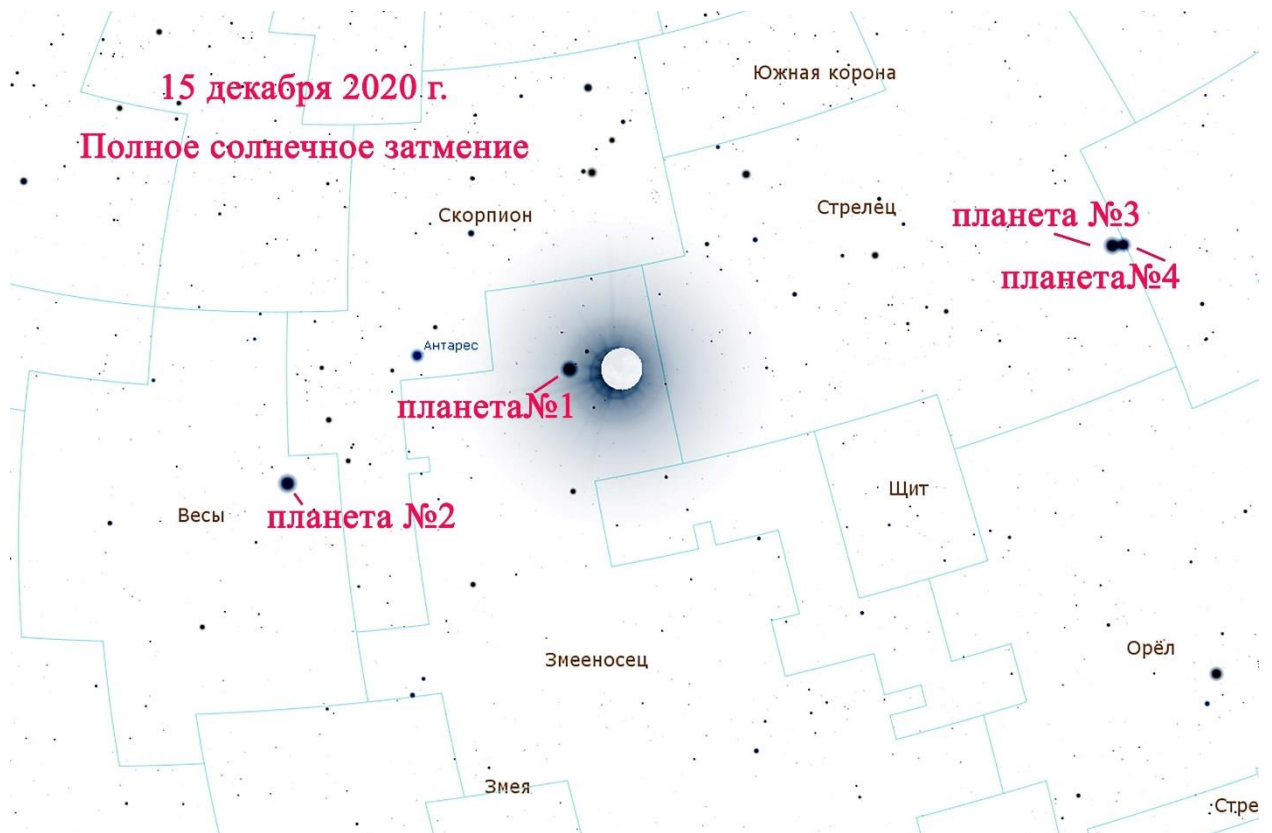 15 декабря 2020 г.
Полное солнечное затмение
Южная корона
Скорпион
Стрелец
планета №3
планета№4
Антарес
планета№1
Весы
планета №2
Щит
Змееносец
Орёл
Змея
Стре